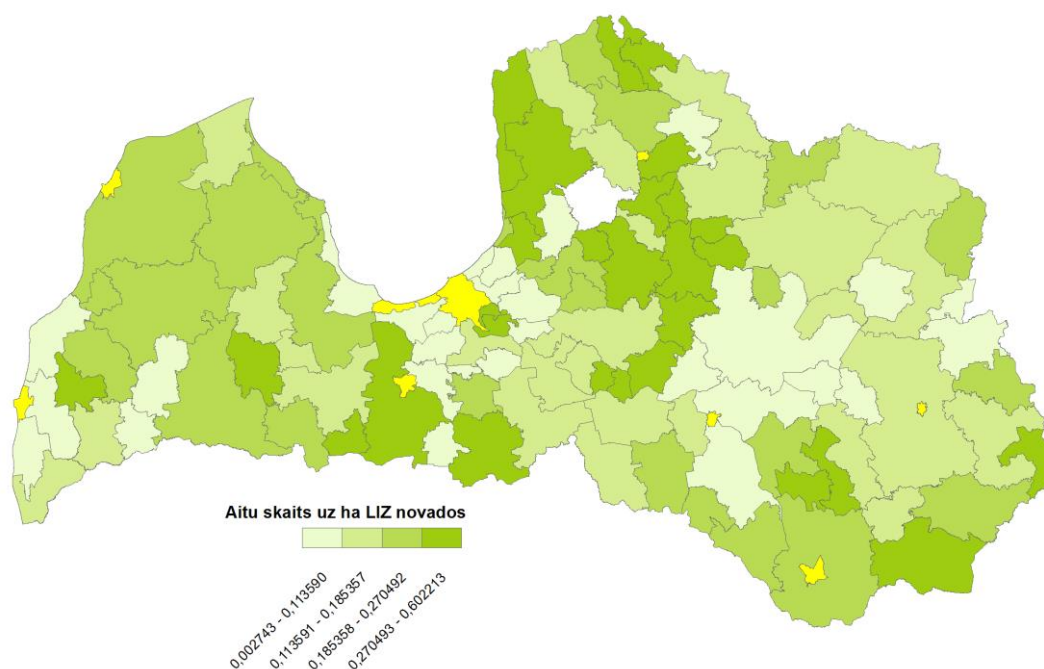 Aitu skaits uz ha LIZ novados
0,002743 - 0,113590
0,113591 - 0,185357
0,185358 - 0,270492
0,270493 - 0,602213